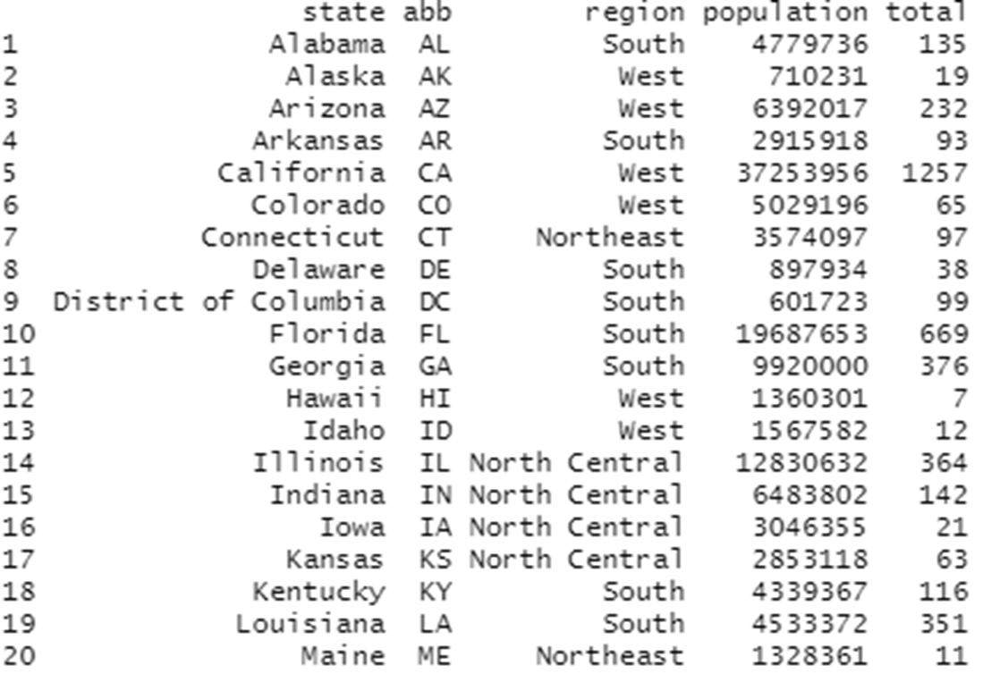 state abb region population total
1 Alabama AL South 4779736 135
2 Alaska AK West 710231 19
3 Arizona AZ West 6392017 232
4 Arkansas AR South 2915918 93
5 California CA West 37253956 1257
6 Colorado CO West 5029196 65
7 Connecticut CT Northeast 3574097 97
8 Delaware DE South 897934 38
9 District of Columbia DC South 601723 99
10 Florida FL South 19687653 669
11 Georgia GA South 9920000 376
12 Hawaii HI West 1360301 7
13 Idaho ID West 1567582 12
14 Illinois IL North Central 12830632 364
15 Indiana IN North Central 6483802 142
16 Iowa IA North Central 3046355 21
17 Kansas KS North Central 2853118 63
18 Kentucky KY South 4339367 116
19 Louisiana LA South 4533372 351
20 Maine ME Northeast 1328361 11